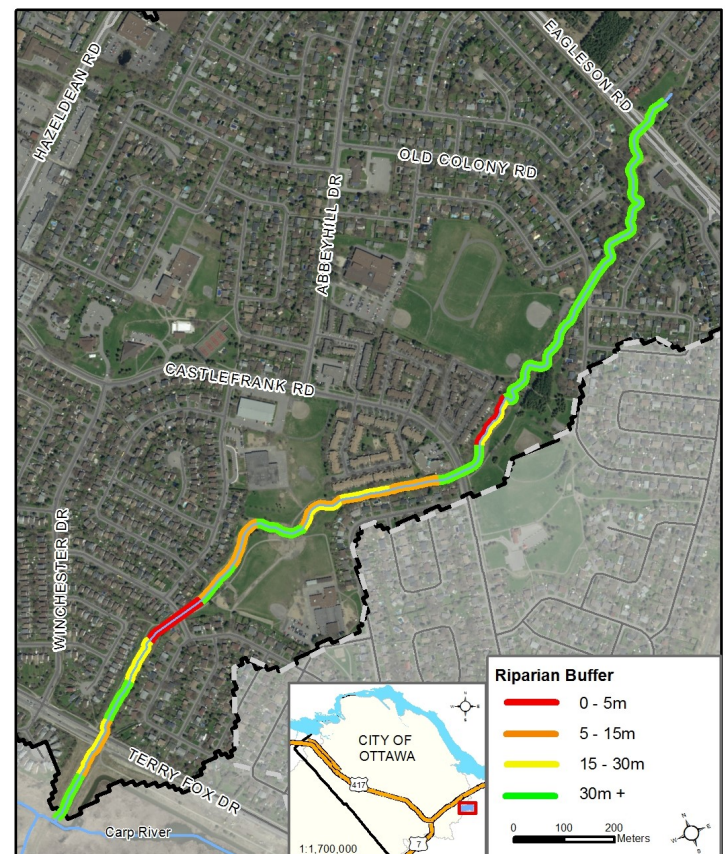 HAZELDEAN RD
EAGLESON RD
OLD COLONY RD
ABBEYHILL DR
CASTLEFRANK RD
WINCHESTER DR
TERRY FOX DR
Carp River
CITY OF
OTTAWA
417
7
1:1,700,000
N
W E
S
Riparian Buffer
0 - 5m
5 - 15m
15 - 30m
30m +
0 100 200 Meters
N
W E
S